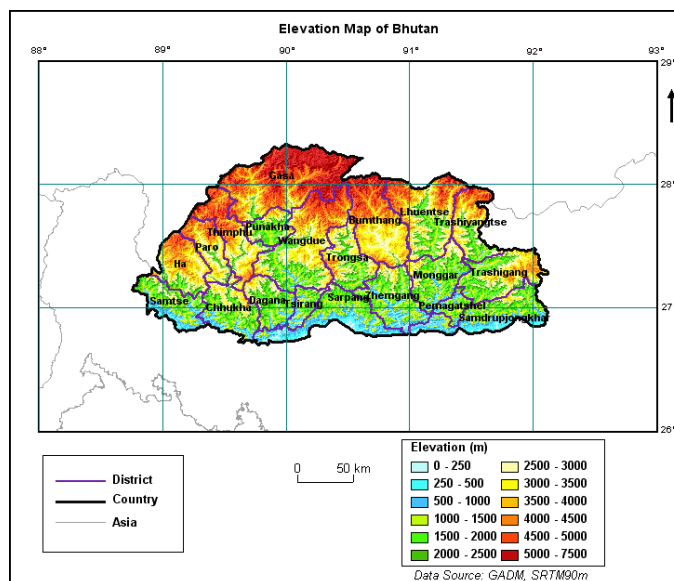 Elevation Map of Bhutan
88° 89° 90° 91° 92° 93°
29°
28°
Gasa
Lhuentse
Bumthang Trashiyangtse
Punakha
Thimphu
Wangdue
Paro
Trongsa
Ha
Monggar Trashigang
Samtse Chhukha Dagana Tsirang Sarpang Zhemgang Pemagatshel
27°
Samdrupjongkhar
26°
District
Country
Asia
0 50 km
Elevation (m)
0 - 250 2500 - 3000
250 - 500 3000 - 3500
500 - 1000 3500 - 4000
1000 - 1500 4000 - 4500
1500 - 2000 4500 - 5000
2000 - 2500 5000 - 7500
Data Source: GADM, SRTM90m